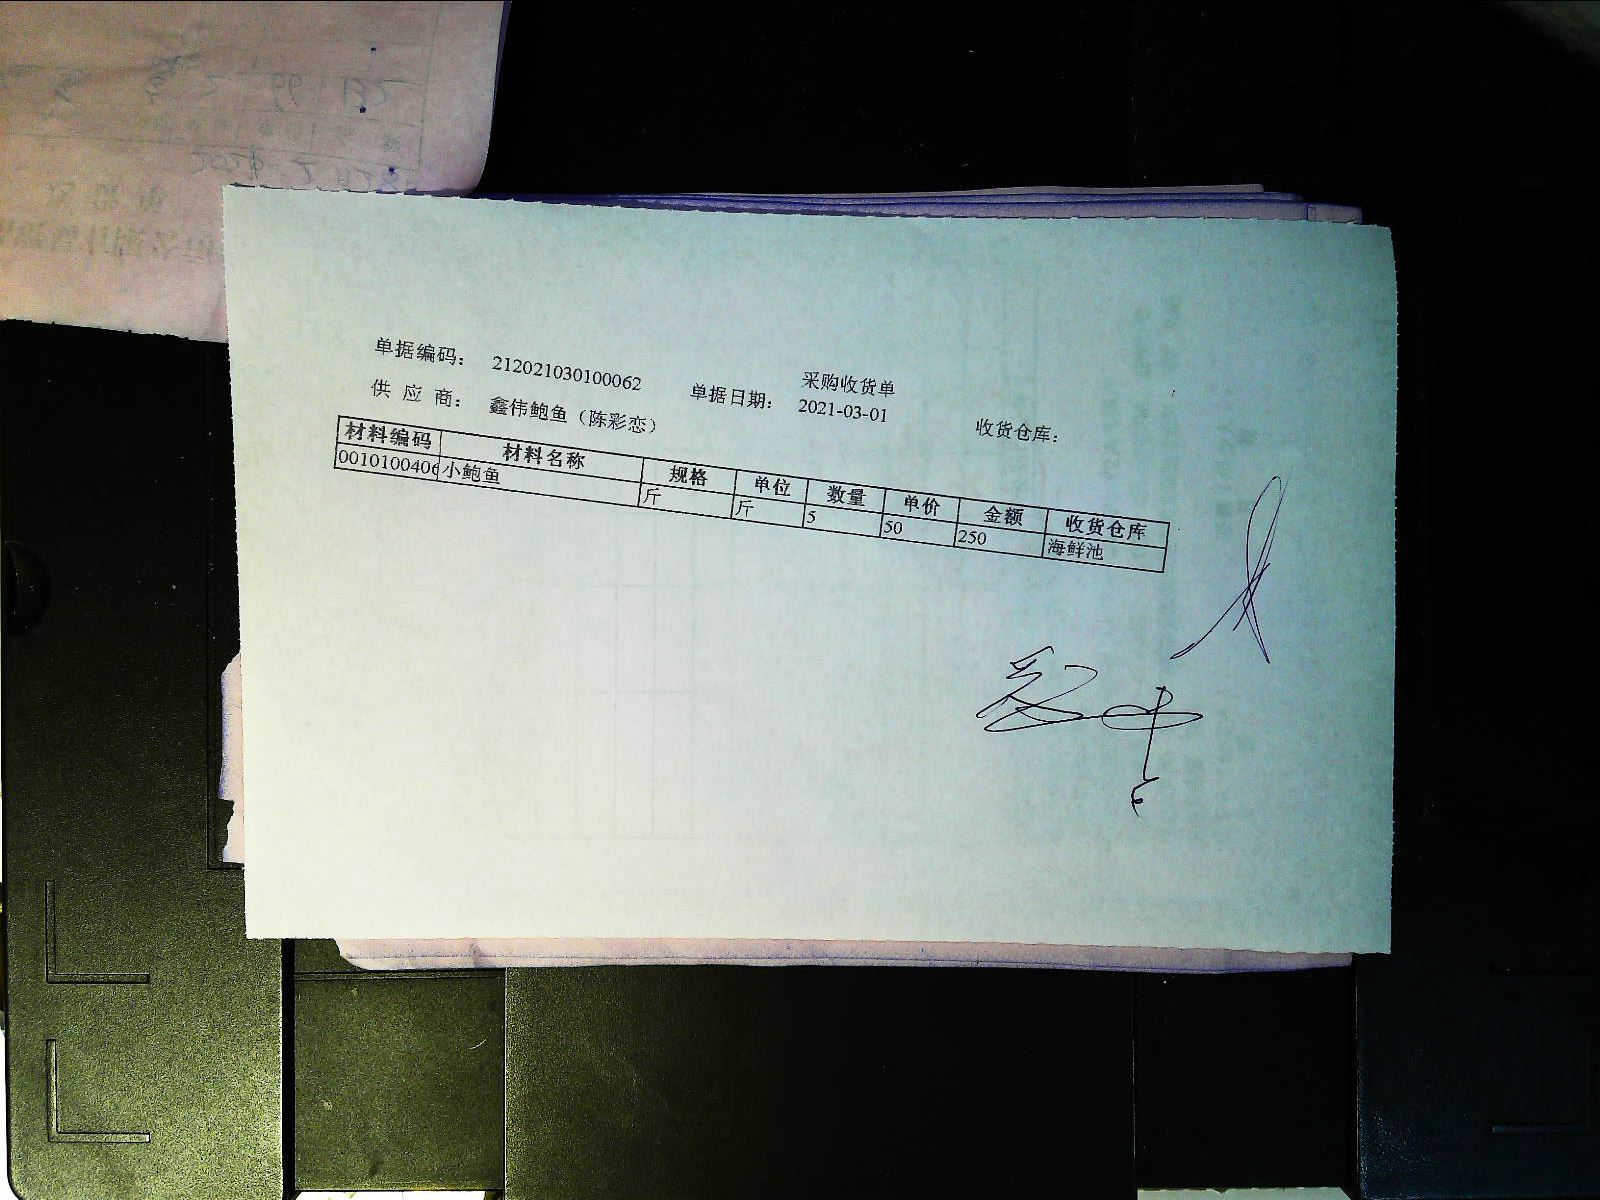 采购收货单
单据编码： 212021030100062 单据日期： 2021-03-01 收货仓库：
供 应 商： 鑫伟鲍鱼（陈彩恋）
材料编码 材料名称 规格 单位 数量 单价 金额 收货仓库
0010100406 小鲍鱼 斤 斤 5 50 250 海鲜池